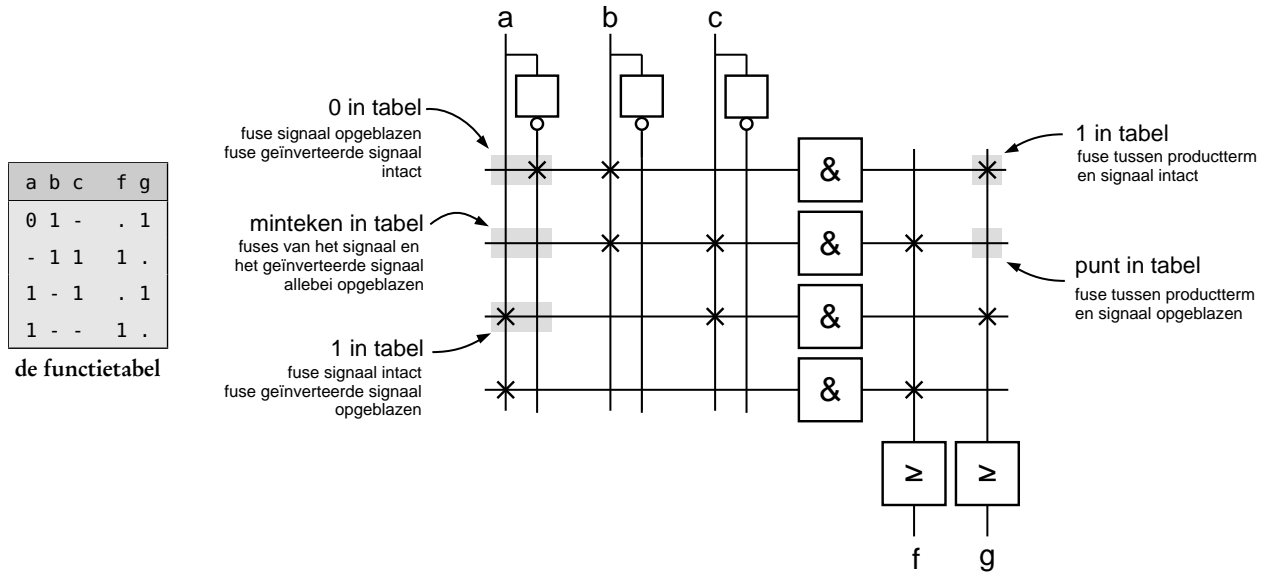 a b c
0 in tabel
fuse signaal opgeblazen
fuse geïnverteerde signaal
intact
minteken in tabel
fuses van het signaal en
het geïnverteerde signaal
allebei opgeblazen
1 in tabel
fuse signaal intact
fuse geïnverteerde signaal
opgeblazen
a b c f g
0 1 - . 1
- 1 1 1 .
1 - 1 . 1
1 - - 1 .
de functietabel
&
&
&
&
1 in tabel
fuse tussen productterm
en signaal intact
punt in tabel
fuse tussen productterm
en signaal opgeblazen
≥ ≥
f g